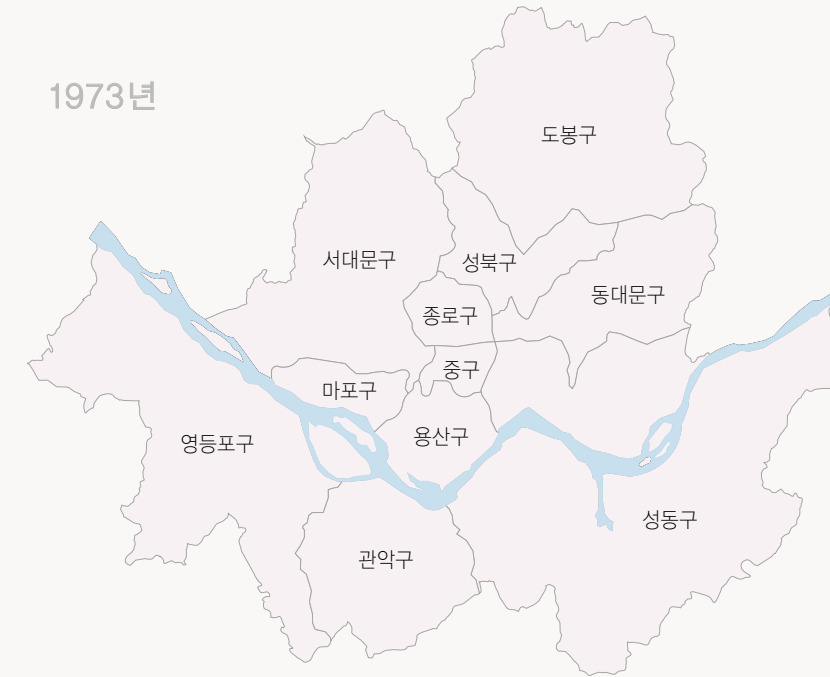 1973년
도봉구
서대문구
성북구
동대문구
종로구
중구
마포구
용산구
영등포구
성동구
관악구